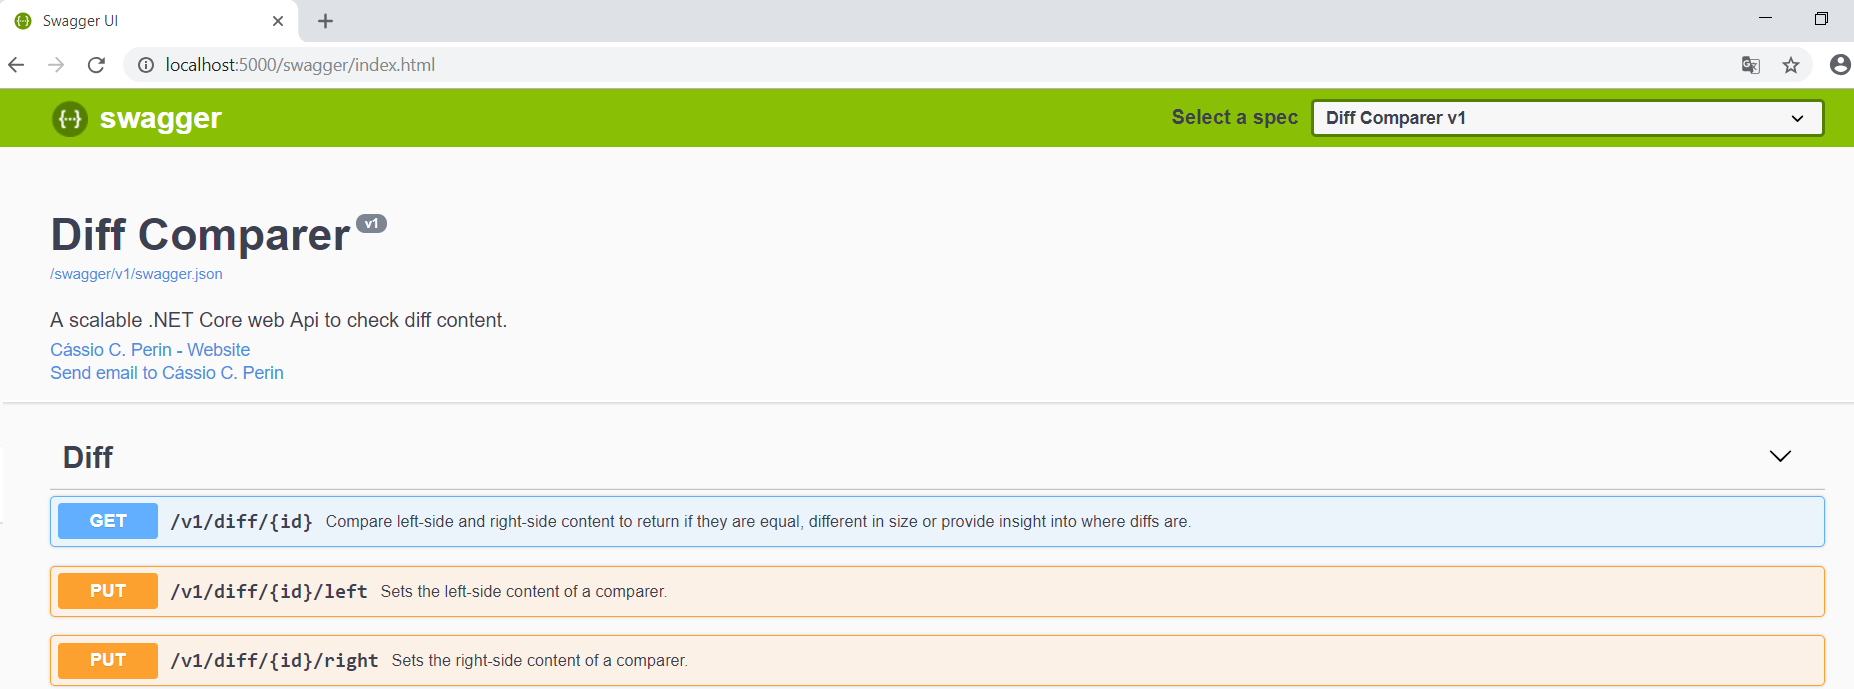 Swagger UI
localhost:5000/swagger/index.html
{···} swagger
Select a spec
Diff Comparer v1
Diff Comparer v1
/swagger/v1/swagger.json
A scalable .NET Core web Api to check diff content.
Cássio C. Perin - Website
Send email to Cássio C. Perin
Diff
GET /v1/diff/{id} Compare left-side and right-side content to return if they are equal, different in size or provide insight into where diffs are.
PUT /v1/diff/{id}/left Sets the left-side content of a comparer.
PUT /v1/diff/{id}/right Sets the right-side content of a comparer.